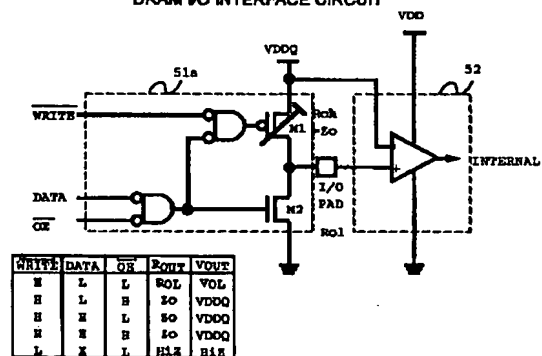 DRAM I/O INTERFACE CIRCUIT
VDD
VDDQ
51a
52
WRITE
M1
Roh
=Zo
INTERNAL
I/O
PAD
DATA
OE
M2
Rol
WRITE DATA OE ROUT VOUT
H L L ROL VOL
H L H Zo VDDQ
H H L Zo VDDQ
H H H Zo VDDQ
L X L HiZ HiZ